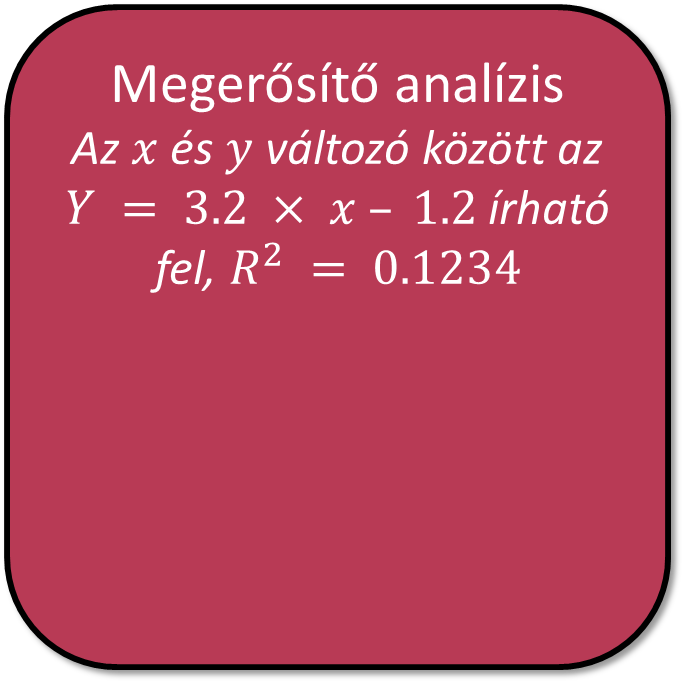 Megerősítő analízis
Az x és y változó között az
Y = 3.2 × x – 1.2 írható
fel, R² = 0.1234